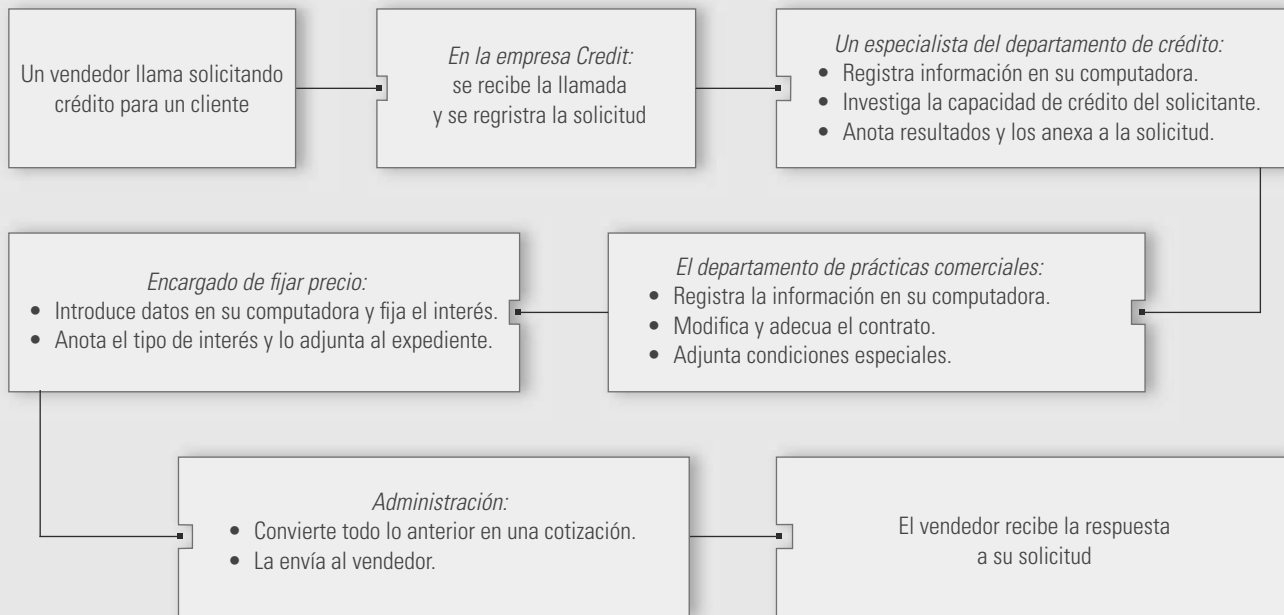 Un vendedor llama solicitando
crédito para un cliente
En la empresa Credit:
se recibe la llamada
y se regristra la solicitud
Un especialista del departamento de crédito:
• Registra información en su computadora.
• Investiga la capacidad de crédito del solicitante.
• Anota resultados y los anexa a la solicitud.
El departamento de prácticas comerciales:
• Registra la información en su computadora.
• Modifica y adecua el contrato.
• Adjunta condiciones especiales.
Encargado de fijar precio:
• Introduce datos en su computadora y fija el interés.
• Anota el tipo de interés y lo adjunta al expediente.
Administración:
• Convierte todo lo anterior en una cotización.
• La envía al vendedor.
El vendedor recibe la respuesta
a su solicitud